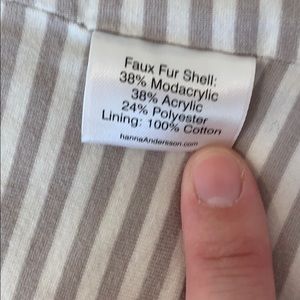 Faux Fur Shell:
38% Modacrylic
38% Acrylic
24% Polyester
Lining: 100% Cotton
hannaAndersson.com